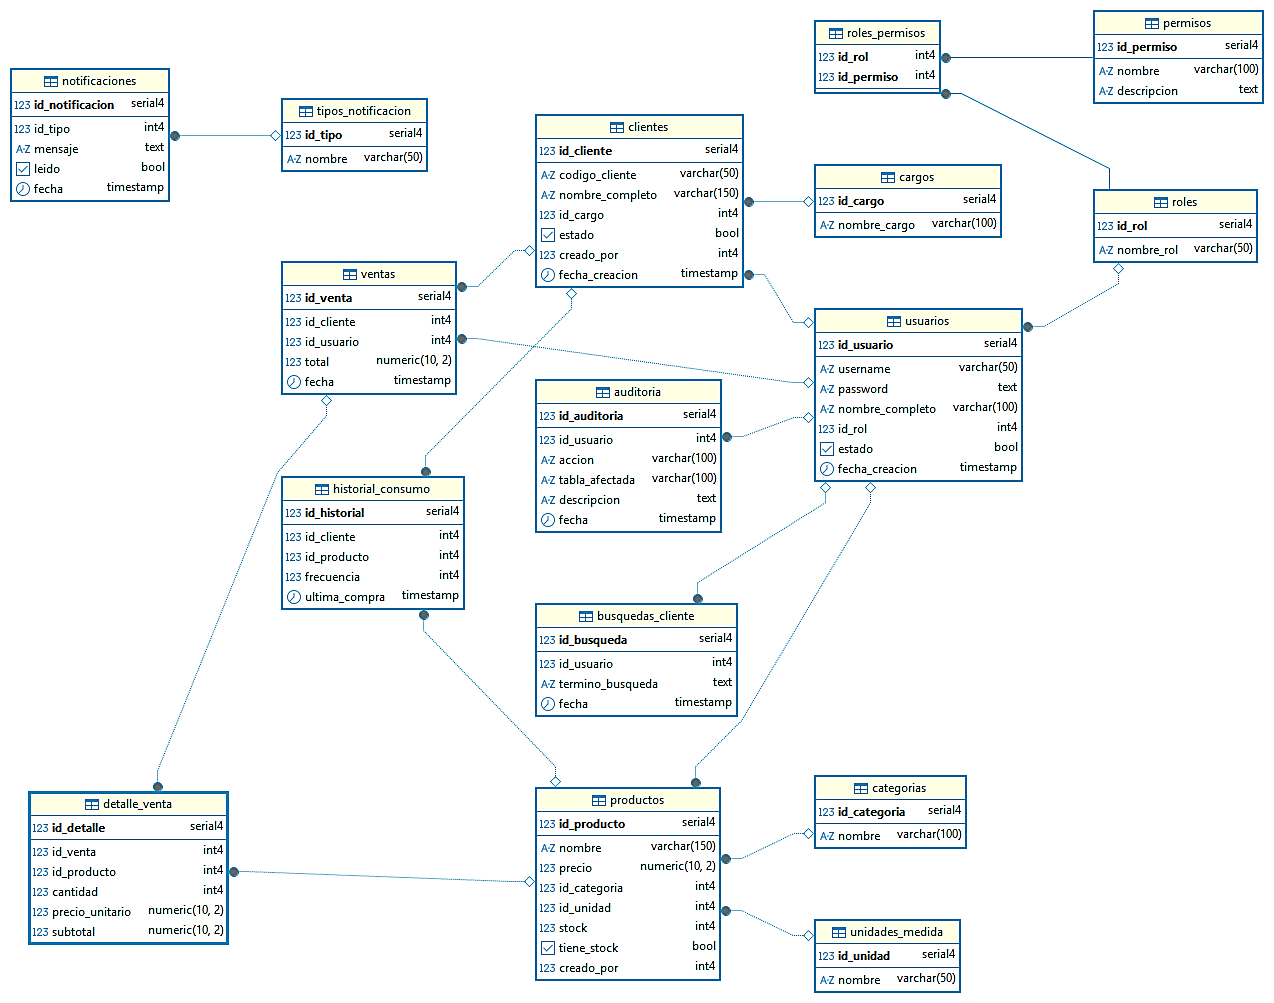 notificaciones
123 id_notificacion serial4
123 id_tipo int4
A-Z mensaje text
leido bool
fecha timestamp
tipos_notificacion
123 id_tipo serial4
A-Z nombre varchar(50)
clientes
123 id_cliente serial4
A-Z codigo_cliente varchar(50)
A-Z nombre_completo varchar(150)
123 id_cargo int4
estado bool
123 creado_por int4
fecha_creacion timestamp
roles_permisos
123 id_rol int4
123 id_permiso int4
permisos
123 id_permiso serial4
A-Z nombre varchar(100)
A-Z descripcion text
cargos
123 id_cargo serial4
A-Z nombre_cargo varchar(100)
roles
123 id_rol serial4
A-Z nombre_rol varchar(50)
ventas
123 id_venta serial4
123 id_cliente int4
123 id_usuario int4
123 total numeric(10, 2)
fecha timestamp
usuarios
123 id_usuario serial4
A-Z username varchar(50)
A-Z password text
A-Z nombre_completo varchar(100)
123 id_rol int4
estado bool
fecha_creacion timestamp
auditoria
123 id_auditoria serial4
123 id_usuario int4
A-Z accion varchar(100)
A-Z tabla_afectada varchar(100)
A-Z descripcion text
fecha timestamp
historial_consumo
123 id_historial serial4
123 id_cliente int4
123 id_producto int4
123 frecuencia int4
ultima_compra timestamp
busquedas_cliente
123 id_busqueda serial4
123 id_usuario int4
A-Z termino_busqueda text
fecha timestamp
detalle_venta
123 id_detalle serial4
123 id_venta int4
123 id_producto int4
123 cantidad int4
123 precio_unitario numeric(10, 2)
123 subtotal numeric(10, 2)
productos
123 id_producto serial4
A-Z nombre varchar(150)
123 precio numeric(10, 2)
123 id_categoria int4
123 id_unidad int4
123 stock int4
tiene_stock bool
123 creado_por int4
categorias
123 id_categoria serial4
A-Z nombre varchar(100)
unidades_medida
123 id_unidad serial4
A-Z nombre varchar(50)